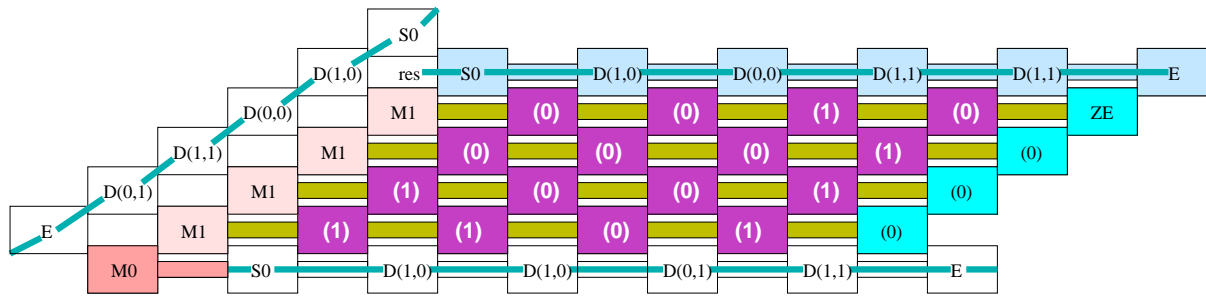 S0
D(1,0) res S0 D(1,0) D(0,0) D(1,1) D(1,1) E
D(0,0) M1 (0) (0) (1) (0) ZE
D(1,1) M1 (0) (0) (0) (1) (0)
D(0,1) M1 (1) (0) (0) (1) (0)
E M1 (1) (1) (0) (1) (0)
M0 S0 D(1,0) D(1,0) D(0,1) D(1,1) E